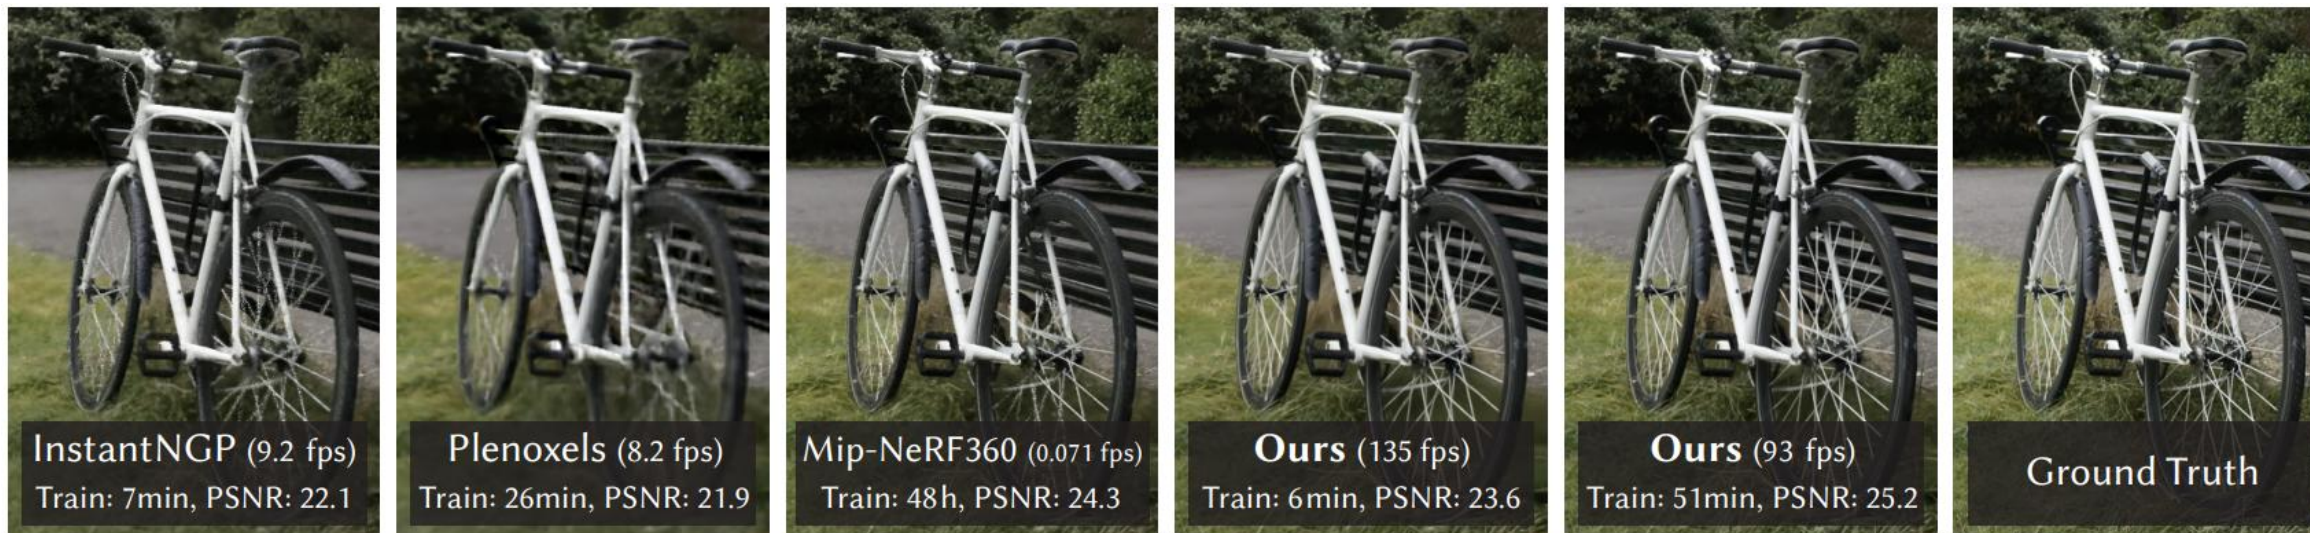 InstantNGP (9.2 fps)
Train: 7min, PSNR: 22.1
Plenoxels (8.2 fps)
Train: 26min, PSNR: 21.9
Mip-NeRF360 (0.071 fps)
Train: 48h, PSNR: 24.3
Ours (135 fps)
Train: 6min, PSNR: 23.6
Ours (93 fps)
Train: 51min, PSNR: 25.2
Ground Truth